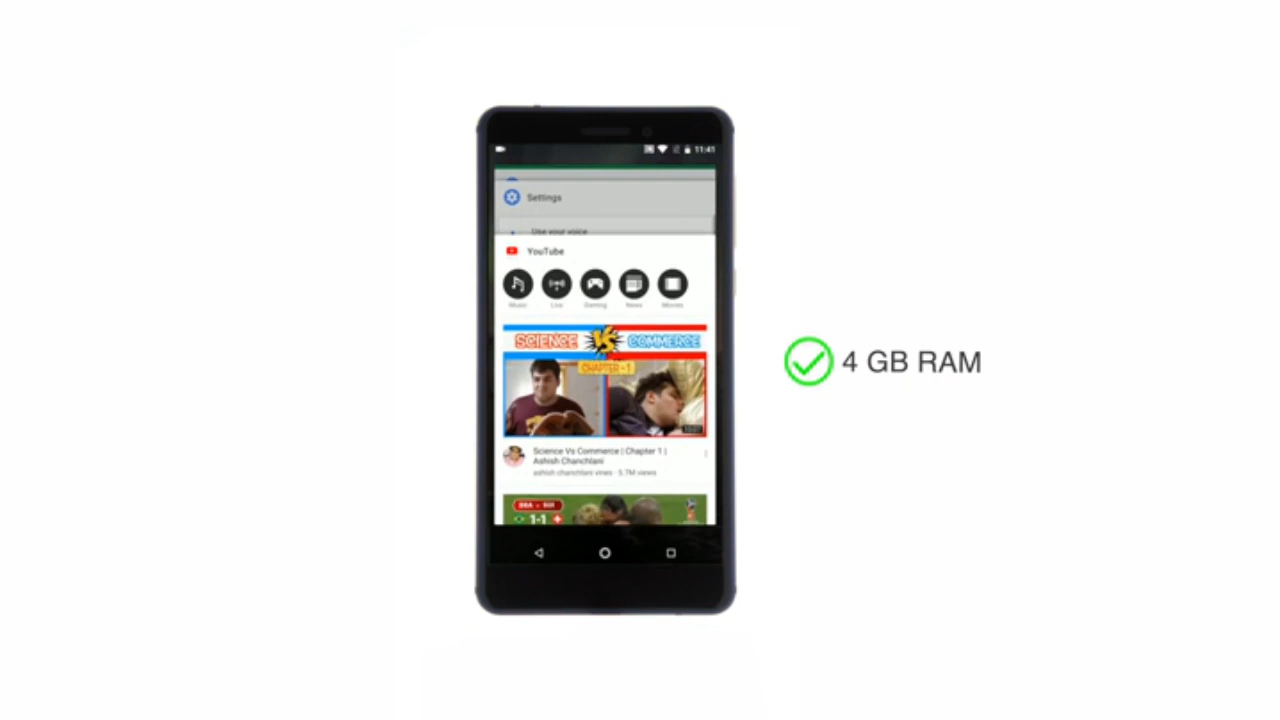 11:41
Settings
Use your voice
YouTube
Music
Live
Gaming
News
Movies
SCIENCE VS COMMERCE
CHAPTER -1
Science Vs Commerce | Chapter 1 |
Ashish Chanchlani
ashish chanchlani vines · 5.7M views
BRA - SUI
1-1
4 GB RAM